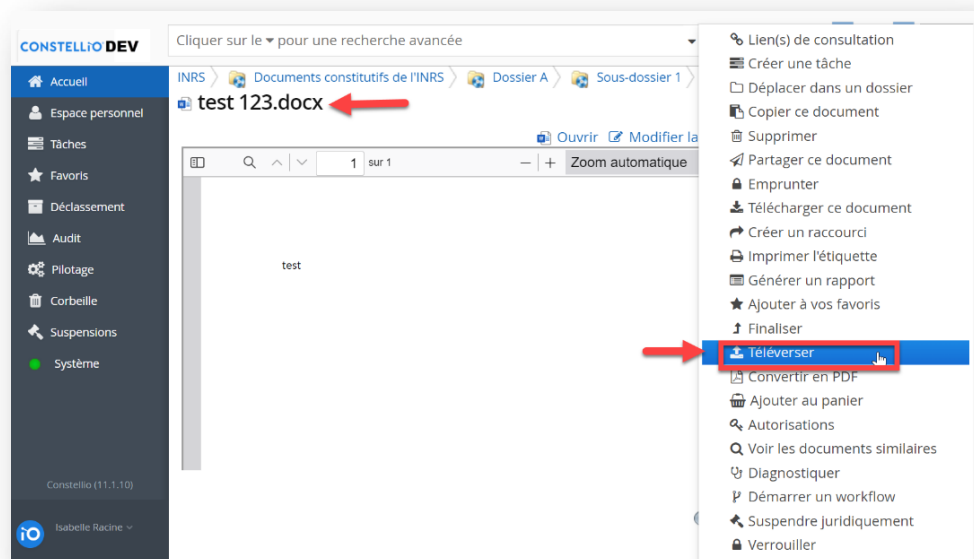 CONSTELLIO DEV
Cliquer sur le ▾ pour une recherche avancée
Accueil
Espace personnel
Tâches
Favoris
Déclassement
Audit
Pilotage
Corbeille
Suspensions
Système
Constellio (11.1.10)
Isabelle Racine
INRS
Documents constitutifs de l'INRS
Dossier A
Sous-dossier 1
test 123.docx
Ouvrir
Modifier la
1 sur 1
Zoom automatique
test
Lien(s) de consultation
Créer une tâche
Déplacer dans un dossier
Copier ce document
Supprimer
Partager ce document
Emprunter
Télécharger ce document
Créer un raccourci
Imprimer l'étiquette
Générer un rapport
Ajouter à vos favoris
Finaliser
Téléverser
Convertir en PDF
Ajouter au panier
Autorisations
Voir les documents similaires
Diagnostiquer
Démarrer un workflow
Suspendre juridiquement
Verrouiller